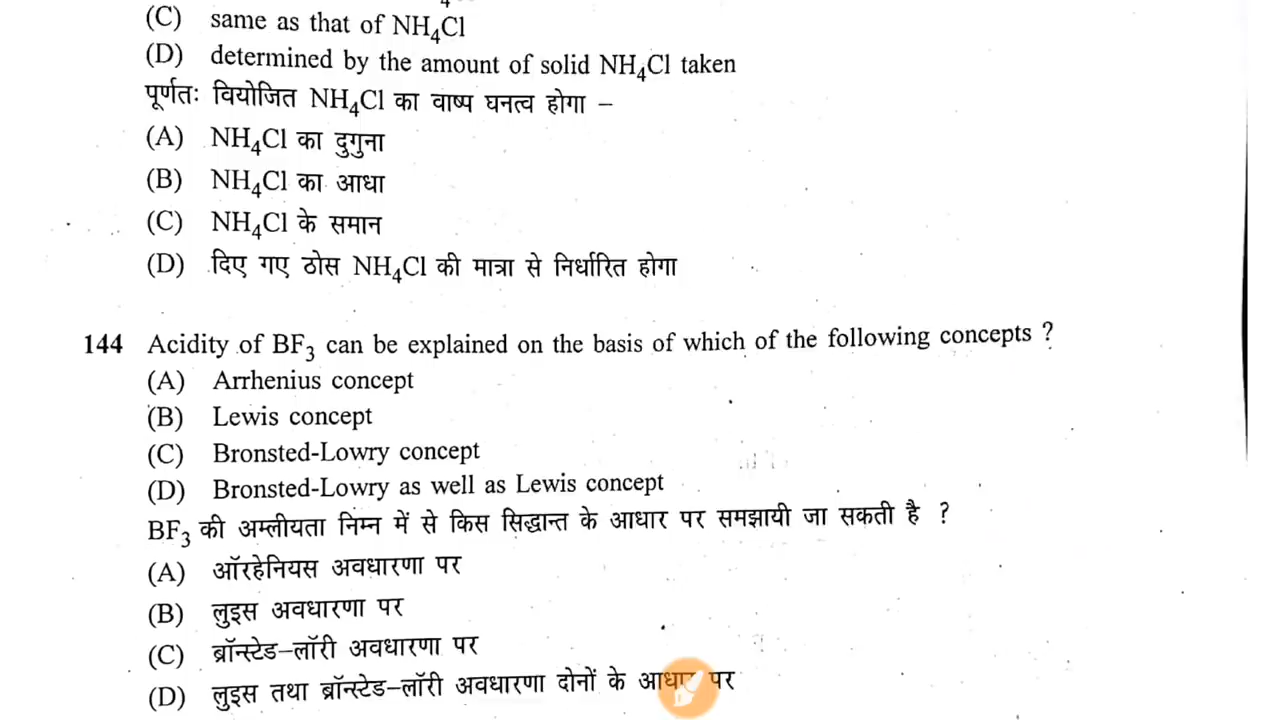 (C) same as that of NH₄Cl
(D) determined by the amount of solid NH₄Cl taken
पूर्णतः वियोजित NH₄Cl का वाष्प घनत्व होगा –
(A) NH₄Cl का दुगुना
(B) NH₄Cl का आधा
(C) NH₄Cl के समान
(D) दिए गए ठोस NH₄Cl की मात्रा से निर्धारित होगा
144 Acidity of BF₃ can be explained on the basis of which of the following concepts ?
(A) Arrhenius concept
(B) Lewis concept
(C) Bronsted-Lowry concept
(D) Bronsted-Lowry as well as Lewis concept
BF₃ की अम्लीयता निम्न में से किस सिद्धान्त के आधार पर समझायी जा सकती है ?
(A) ऑरहेनियस अवधारणा पर
(B) लुइस अवधारणा पर
(C) ब्रॉन्स्टेड–लॉरी अवधारणा पर
(D) लुइस तथा ब्रॉन्स्टेड–लॉरी अवधारणा दोनों के आधार पर